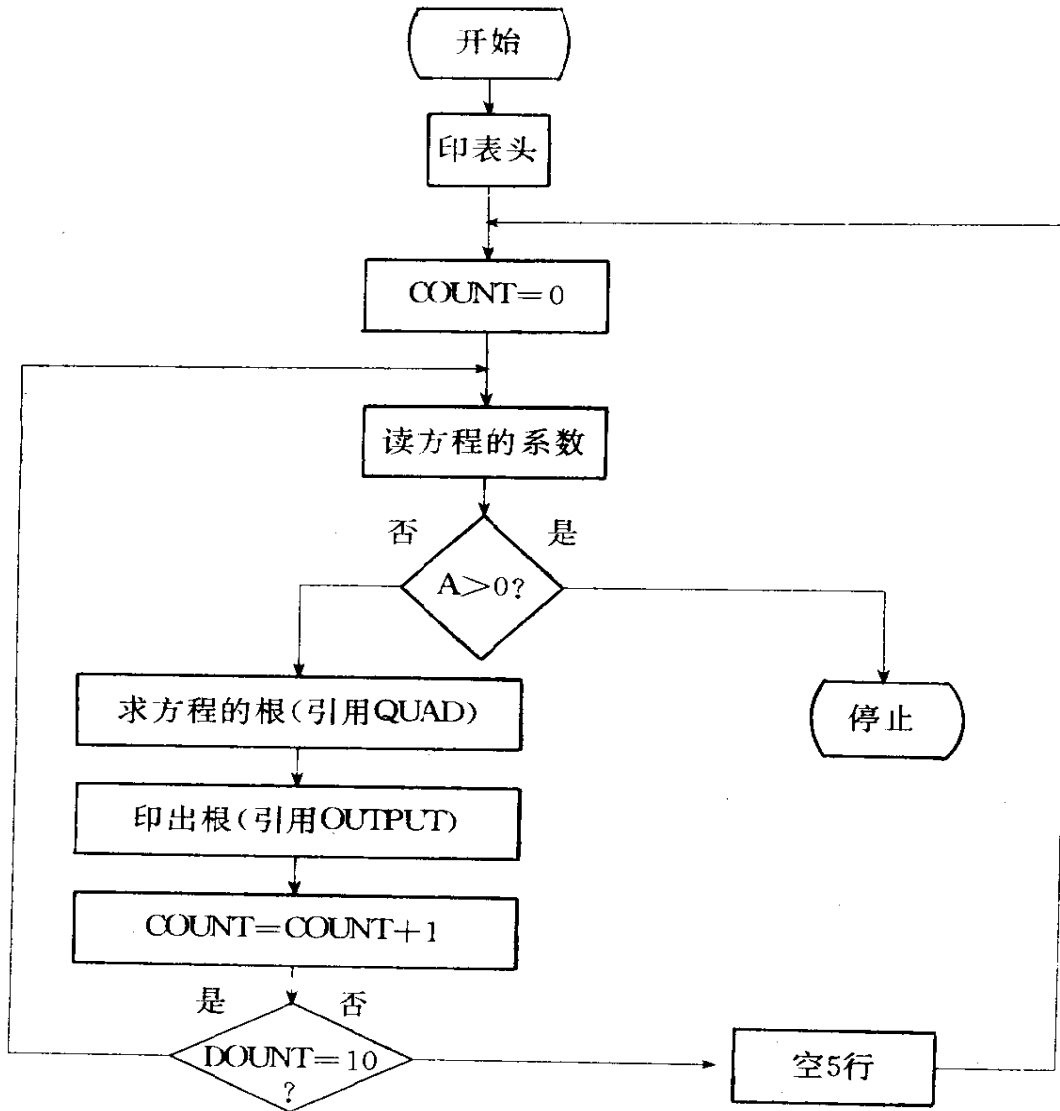 开始
印表头
COUNT=0
读方程的系数
否
是
A>0?
求方程的根(引用QUAD)
停止
印出根(引用OUTPUT)
COUNT=COUNT+1
是
否
DOUNT=10
?
空5行